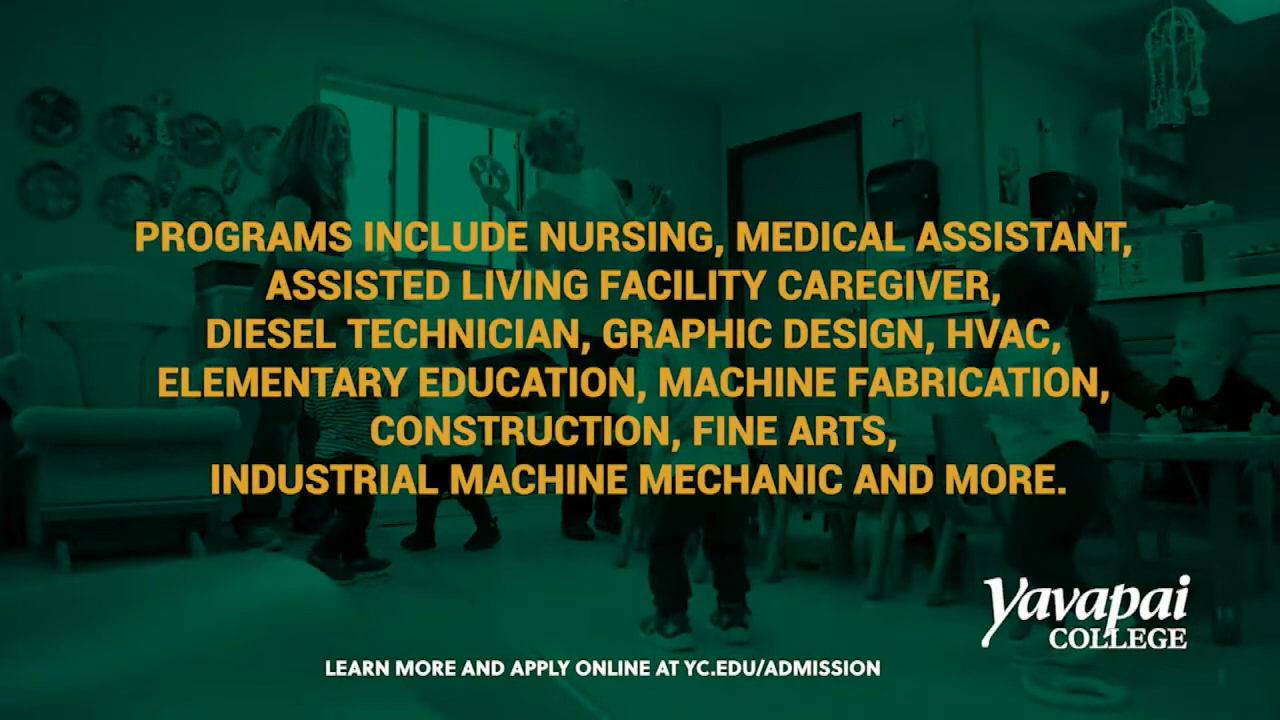 PROGRAMS INCLUDE NURSING, MEDICAL ASSISTANT,
ASSISTED LIVING FACILITY CAREGIVER,
DIESEL TECHNICIAN, GRAPHIC DESIGN, HVAC,
ELEMENTARY EDUCATION, MACHINE FABRICATION,
CONSTRUCTION, FINE ARTS,
INDUSTRIAL MACHINE MECHANIC AND MORE.
Yavapai
COLLEGE
LEARN MORE AND APPLY ONLINE AT YC.EDU/ADMISSION